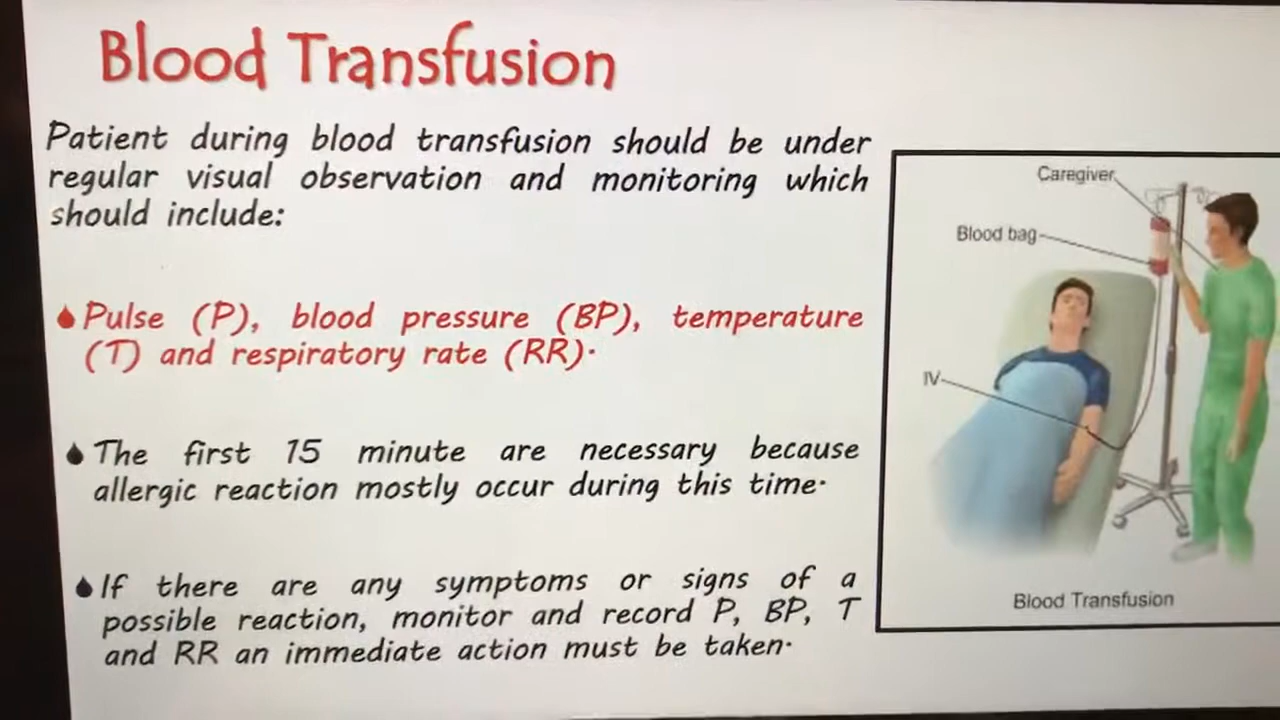 Blood Transfusion
Patient during blood transfusion should be under
regular visual observation and monitoring which
should include:
Pulse (P), blood pressure (BP), temperature
(T) and respiratory rate (RR).
The first 15 minute are necessary because
allergic reaction mostly occur during this time.
If there are any symptoms or signs of a
possible reaction, monitor and record P, BP, T
and RR an immediate action must be taken.
Caregiver
Blood bag
IV
Blood Transfusion